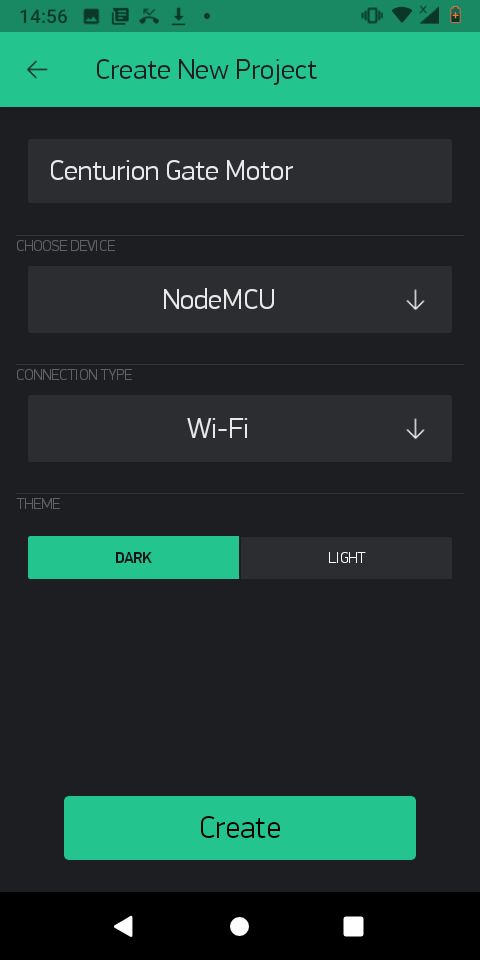 14:56
Create New Project
Centurion Gate Motor
CHOOSE DEVICE
NodeMCU
CONNECTION TYPE
Wi-Fi
THEME
DARK
LIGHT
Create